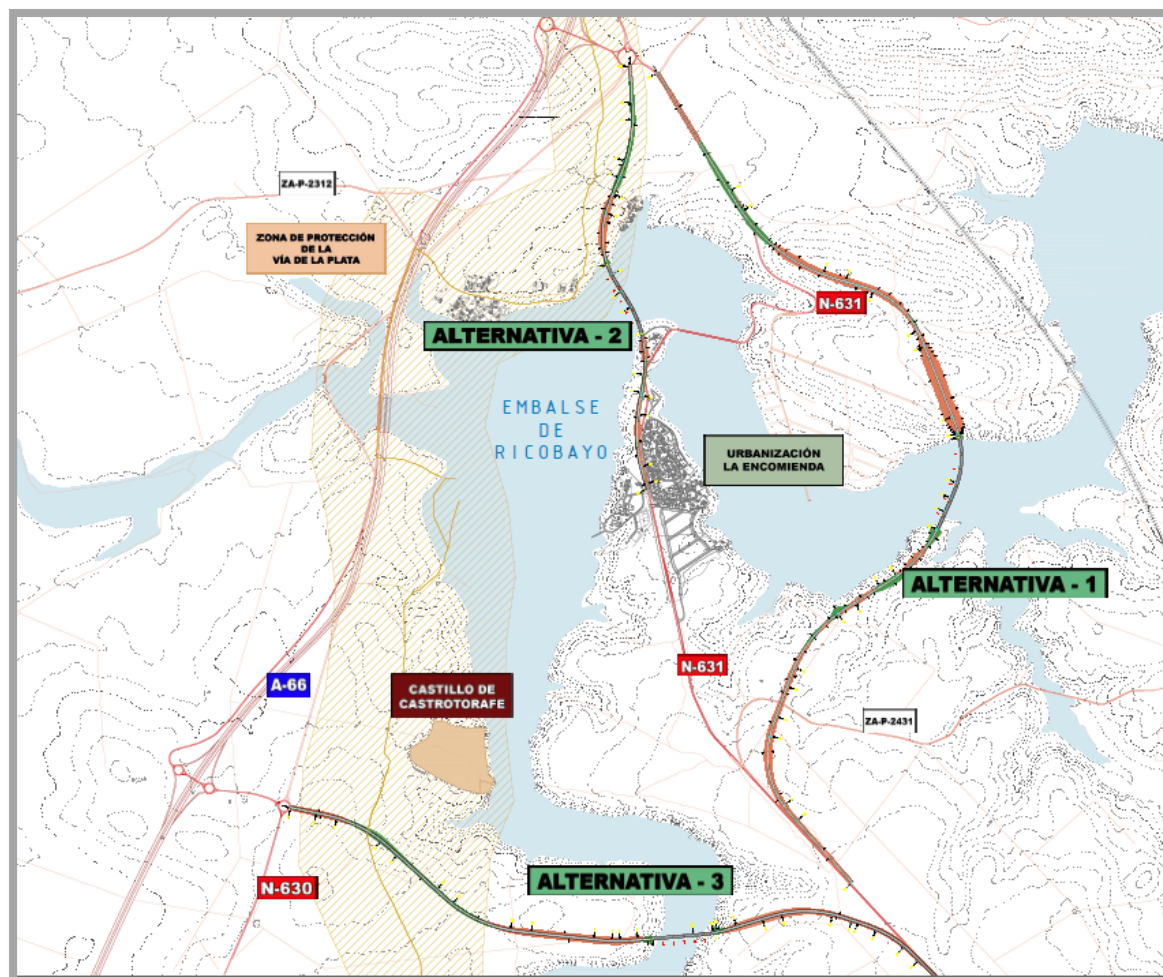 ZA-P-2312
ZONA DE PROTECCIÓN
DE LA
VÍA DE LA PLATA
N-631
ALTERNATIVA - 2
EMBALSE
DE
RICOBAYO
URBANIZACIÓN
LA ENCOMIENDA
ALTERNATIVA - 1
N-631
A-66
CASTILLO DE
CASTROTORAFE
ZA-P-2431
ALTERNATIVA - 3
N-630